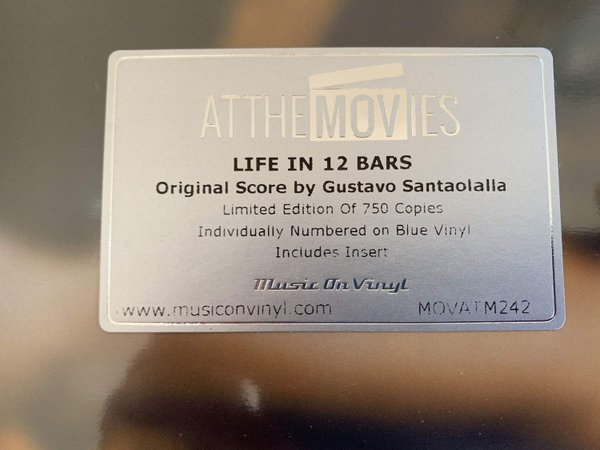 ATTHEMOVIES
LIFE IN 12 BARS
Original Score by Gustavo Santaolalla
Limited Edition Of 750 Copies
Individually Numbered on Blue Vinyl
Includes Insert
Music On Vinyl
www.musiconvinyl.com MOVATM242